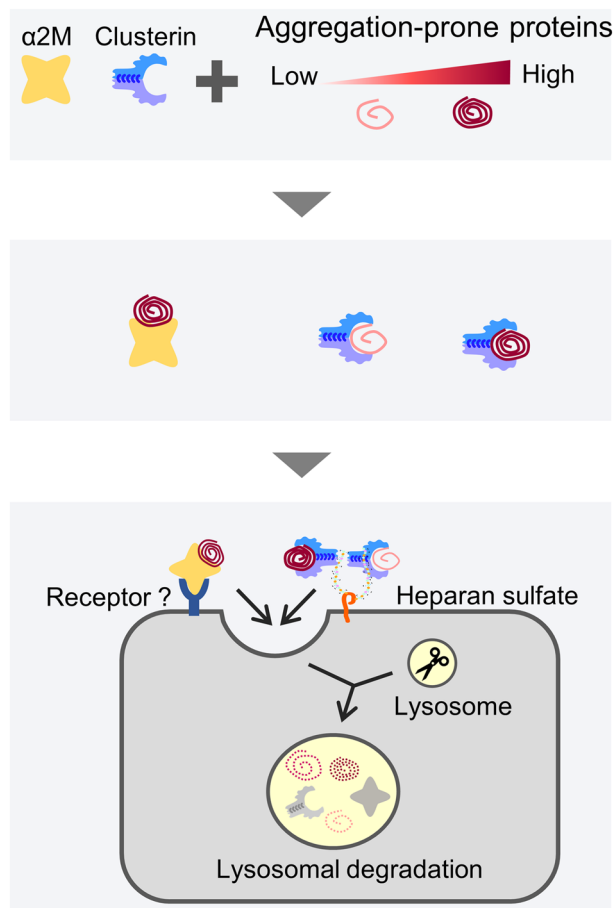 α2M
Clusterin
Aggregation-prone proteins
Low
High
Receptor ?
Heparan sulfate
Lysosome
Lysosomal degradation